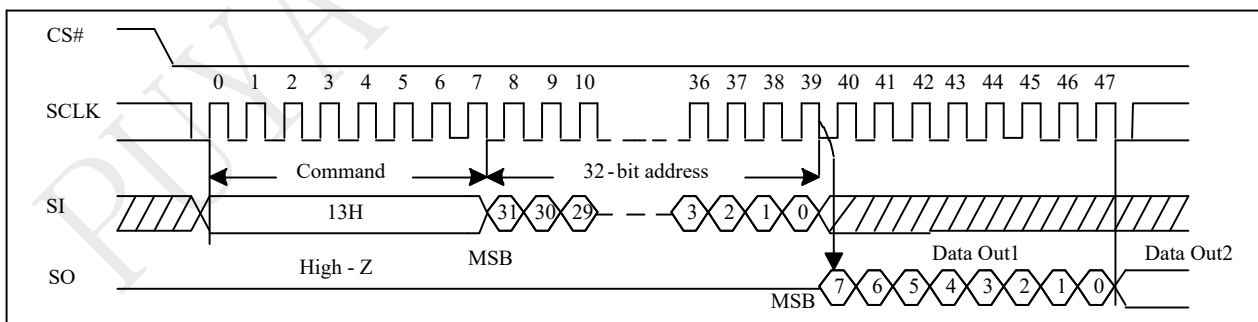 PUYA
CS#
0 1 2 3 4 5 6 7 8 9 10 36 37 38 39 40 41 42 43 44 45 46 47
SCLK
Command 32-bit address
SI 13H 31 30 29 3 2 1 0
High - Z MSB Data Out1 Data Out2
SO MSB 7 6 5 4 3 2 1 0